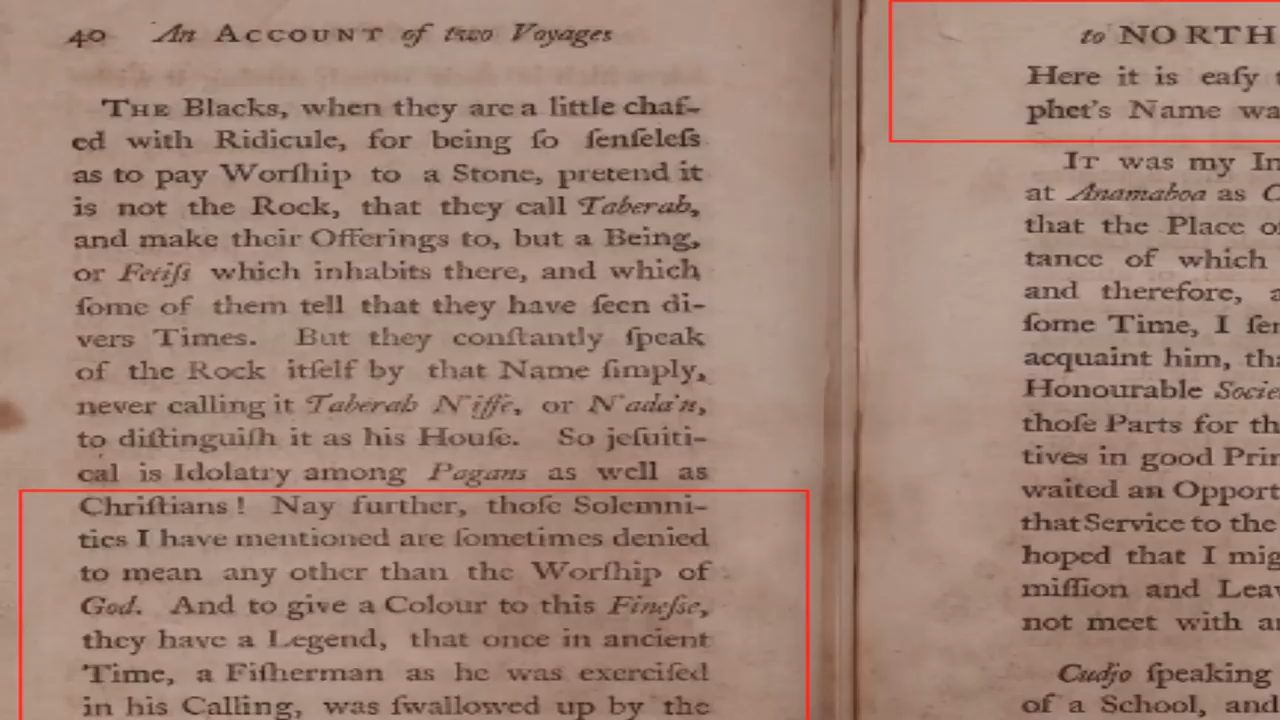 40 An ACCOUNT of two Voyages
THE Blacks, when they are a little chaf-
ed with Ridicule, for being ſo ſenſeleſs
as to pay Worſhip to a Stone, pretend it
is not the Rock, that they call Taberah,
and make their Offerings to, but a Being,
or Fetiſi which inhabits there, and which
ſome of them tell that they have ſeen di-
vers Times. But they conſtantly ſpeak
of the Rock itſelf by that Name ſimply,
never calling it Taberah N'iffe, or N'ada'n,
to diſtinguiſh it as his Houſe. So jeſuiti-
cal is Idolatry among Pagans as well as
Chriſtians! Nay further, thoſe Solemni-
ties I have mentioned are ſometimes denied
to mean any other than the Worſhip of
God. And to give a Colour to this Fineſse,
they have a Legend, that once in ancient
Time, a Fiſherman as he was exerciſed
in his Calling, was ſwallowed up by the
to NORTH
Here it is eaſy
phet's Name wa
IT was my In
at Anamaboa as C
that the Place o
tance of which
and therefore, a
ſome Time, I ſer
acquaint him, tha
Honourable Socie
thoſe Parts for th
tives in good Prin
waited an Opport
that Service to the
hoped that I mig
miſſion and Leav
not meet with a
Cudjo ſpeaking
of a School, and